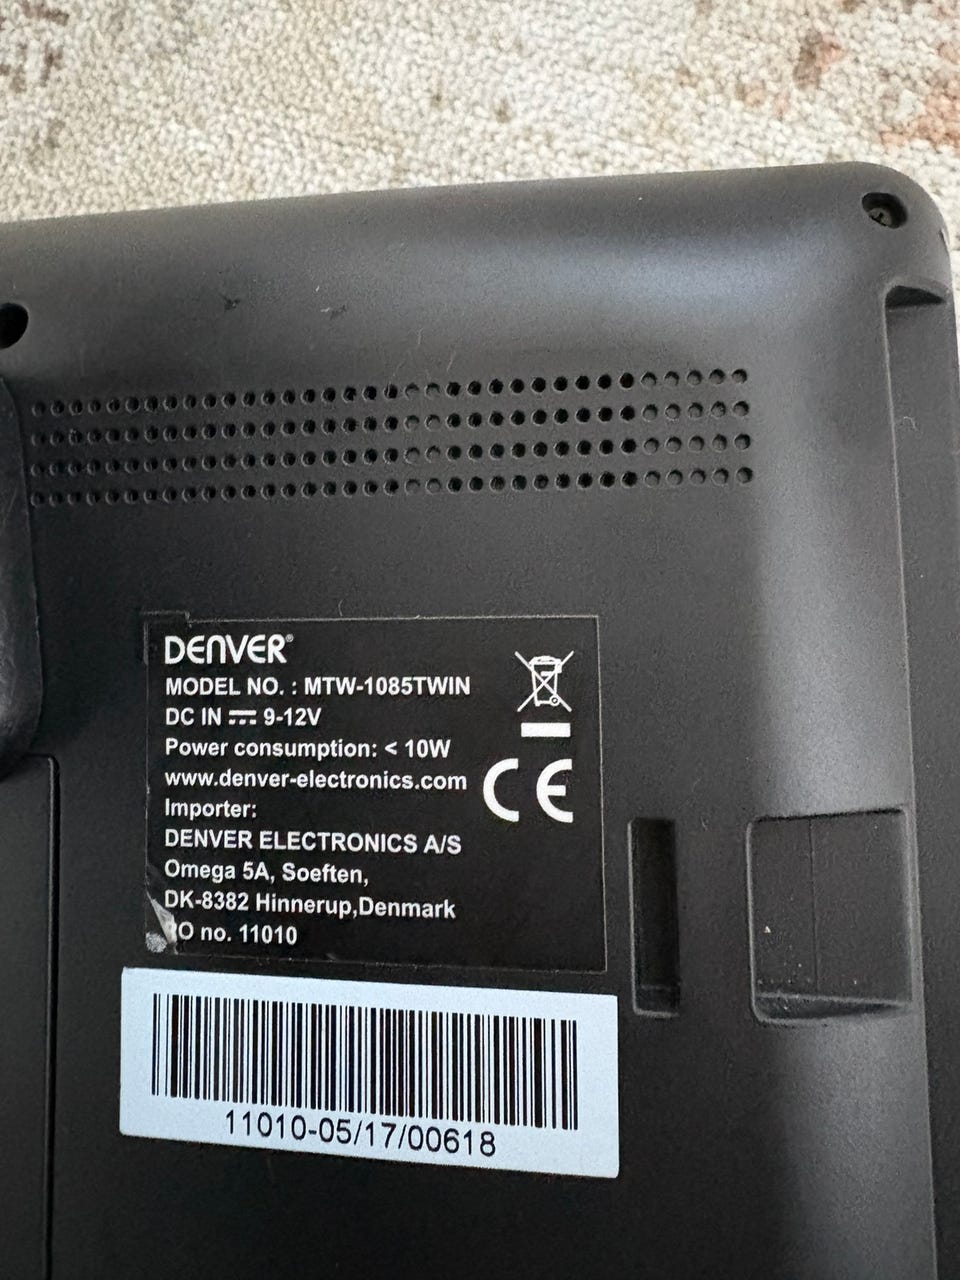 DENVER®
MODEL NO. : MTW-1085TWIN
DC IN ⎓ 9-12V
Power consumption: < 10W
www.denver-electronics.com
Importer:
DENVER ELECTRONICS A/S
Omega 5A, Soeften,
DK-8382 Hinnerup,Denmark
PO no. 11010
CE
11010-05/17/00618